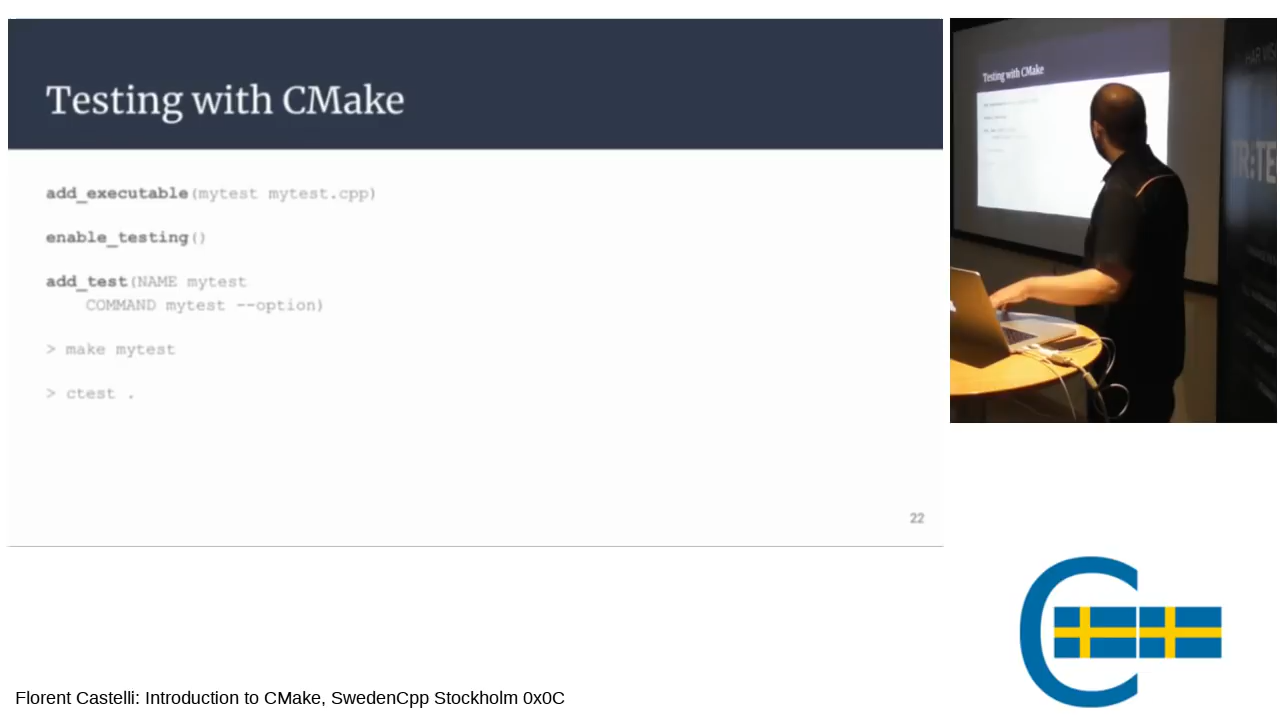 Testing with CMake
add_executable(mytest mytest.cpp)
enable_testing()
add_test(NAME mytest
COMMAND mytest --option)
> make mytest
> ctest .
22
Testing with CMake
Florent Castelli: Introduction to CMake, SwedenCpp Stockholm 0x0C